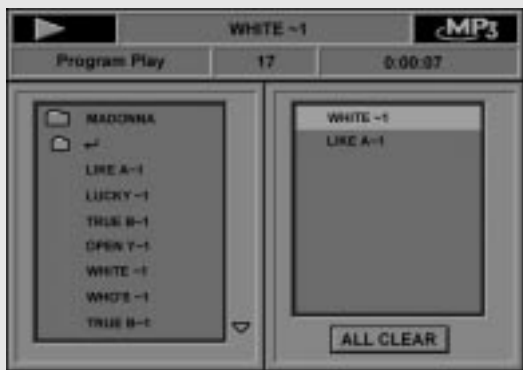 WHITE ~1
MP3
Program Play
17
0:00:07
MADONNA
LIKE A~1
LUCKY ~1
TRUE B~1
OPEN Y~1
WHITE ~1
WHO'S ~1
TRUE B~1
WHITE ~1
LIKE A~1
ALL CLEAR